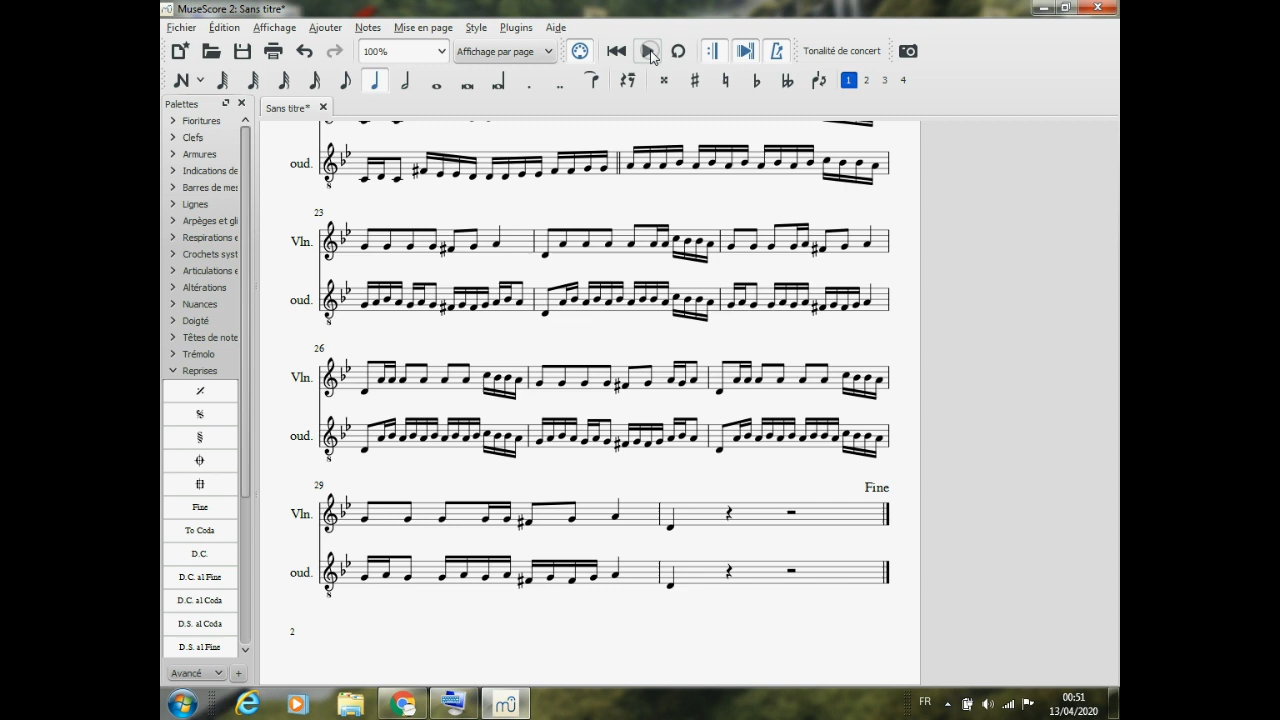 MuseScore 2: Sans titre*
Fichier Édition Affichage Ajouter Notes Mise en page Style Plugins Aide
100% Affichage par page Tonalité de concert
1 2 3 4
Palettes
Sans titre*
Fioritures
Clefs
Armures
Indications de
Barres de mes
Lignes
Arpèges et gli
Respirations e
Crochets syst
Articulations e
Altérations
Nuances
Doigté
Têtes de note
Trémolo
Reprises
Fine
To Coda
D.C.
D.C. al Fine
D.C. al Coda
D.S. al Coda
D.S. al Fine
Avancé
oud.
23
Vln.
oud.
26
Vln.
oud.
29
Fine
Vln.
oud.
2
FR
00:51
13/04/2020